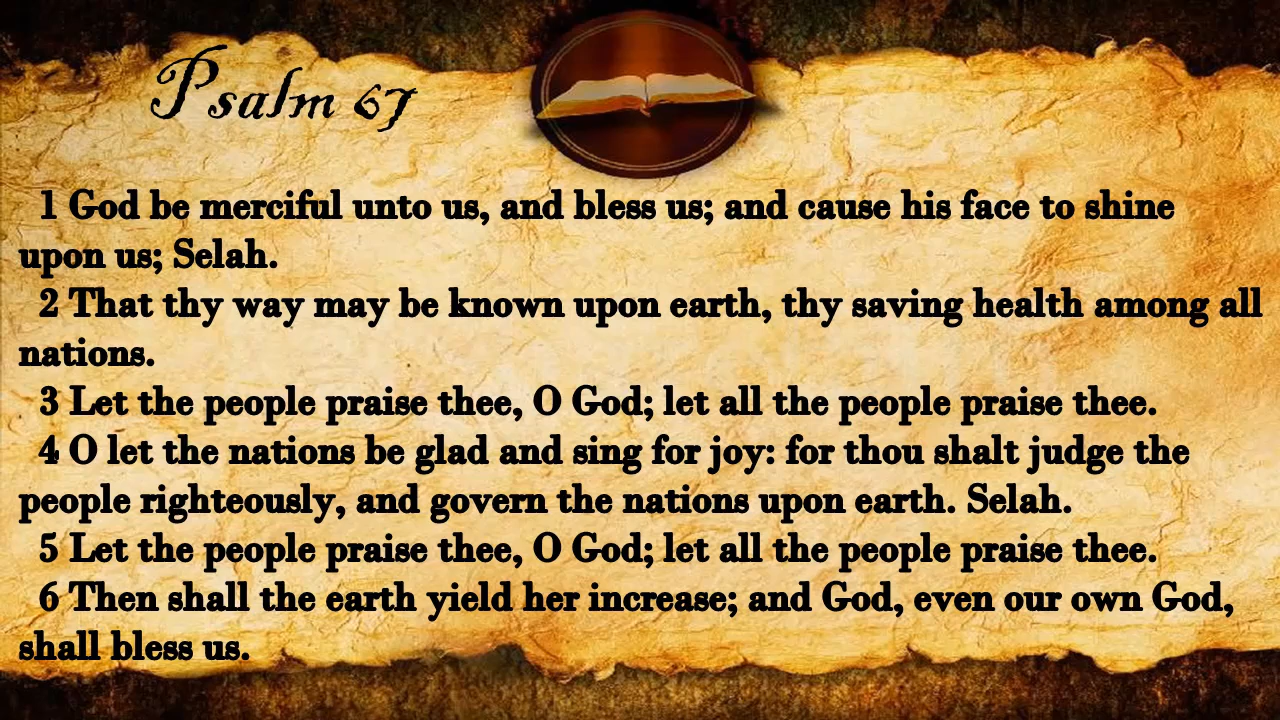 Psalm 67
1 God be merciful unto us, and bless us; and cause his face to shine
upon us; Selah.
2 That thy way may be known upon earth, thy saving health among all
nations.
3 Let the people praise thee, O God; let all the people praise thee.
4 O let the nations be glad and sing for joy: for thou shalt judge the
people righteously, and govern the nations upon earth. Selah.
5 Let the people praise thee, O God; let all the people praise thee.
6 Then shall the earth yield her increase; and God, even our own God,
shall bless us.